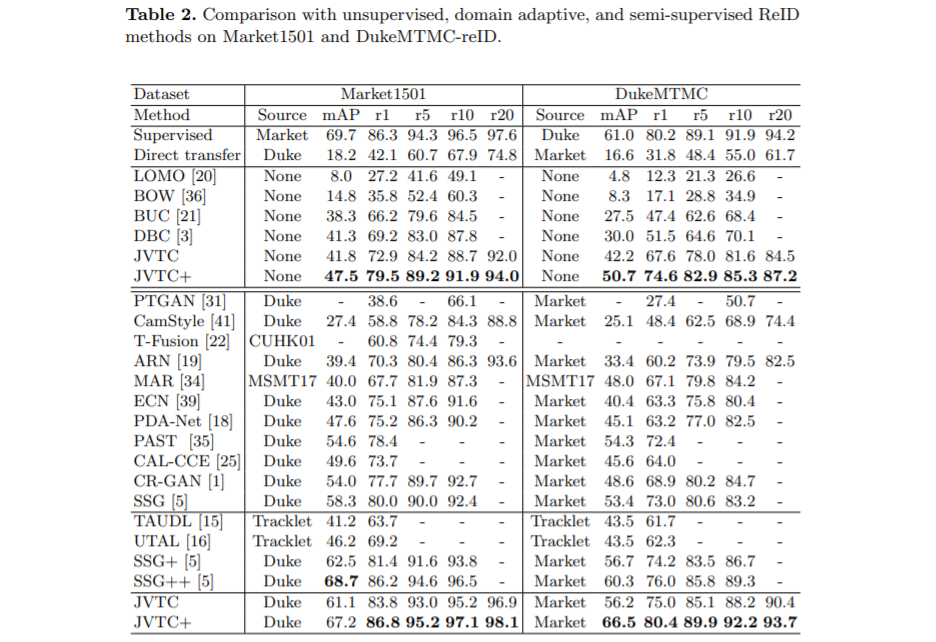 Table 2. Comparison with unsupervised, domain adaptive, and semi-supervised ReID
methods on Market1501 and DukeMTMC-reID.
Dataset Market1501 DukeMTMC
Method Source mAP r1 r5 r10 r20 Source mAP r1 r5 r10 r20
Supervised Market 69.7 86.3 94.3 96.5 97.6 Duke 61.0 80.2 89.1 91.9 94.2
Direct transfer Duke 18.2 42.1 60.7 67.9 74.8 Market 16.6 31.8 48.4 55.0 61.7
LOMO [20] None 8.0 27.2 41.6 49.1 - None 4.8 12.3 21.3 26.6 -
BOW [36] None 14.8 35.8 52.4 60.3 - None 8.3 17.1 28.8 34.9 -
BUC [21] None 38.3 66.2 79.6 84.5 - None 27.5 47.4 62.6 68.4 -
DBC [3] None 41.3 69.2 83.0 87.8 - None 30.0 51.5 64.6 70.1 -
JVTC None 41.8 72.9 84.2 88.7 92.0 None 42.2 67.6 78.0 81.6 84.5
JVTC+ None 47.5 79.5 89.2 91.9 94.0 None 50.7 74.6 82.9 85.3 87.2
PTGAN [31] Duke - 38.6 - 66.1 - Market - 27.4 - 50.7 -
CamStyle [41] Duke 27.4 58.8 78.2 84.3 88.8 Market 25.1 48.4 62.5 68.9 74.4
T-Fusion [22] CUHK01 - 60.8 74.4 79.3 - - - - - - -
ARN [19] Duke 39.4 70.3 80.4 86.3 93.6 Market 33.4 60.2 73.9 79.5 82.5
MAR [34] MSMT17 40.0 67.7 81.9 87.3 - MSMT17 48.0 67.1 79.8 84.2 -
ECN [39] Duke 43.0 75.1 87.6 91.6 - Market 40.4 63.3 75.8 80.4 -
PDA-Net [18] Duke 47.6 75.2 86.3 90.2 - Market 45.1 63.2 77.0 82.5 -
PAST [35] Duke 54.6 78.4 - - - Market 54.3 72.4 - - -
CAL-CCE [25] Duke 49.6 73.7 - - - Market 45.6 64.0 - - -
CR-GAN [1] Duke 54.0 77.7 89.7 92.7 - Market 48.6 68.9 80.2 84.7 -
SSG [5] Duke 58.3 80.0 90.0 92.4 - Market 53.4 73.0 80.6 83.2 -
TAUDL [15] Tracklet 41.2 63.7 - - - Tracklet 43.5 61.7 - - -
UTAL [16] Tracklet 46.2 69.2 - - - Tracklet 43.5 62.3 - - -
SSG+ [5] Duke 62.5 81.4 91.6 93.8 - Market 56.7 74.2 83.5 86.7 -
SSG++ [5] Duke 68.7 86.2 94.6 96.5 - Market 60.3 76.0 85.8 89.3 -
JVTC Duke 61.1 83.8 93.0 95.2 96.9 Market 56.2 75.0 85.1 88.2 90.4
JVTC+ Duke 67.2 86.8 95.2 97.1 98.1 Market 66.5 80.4 89.9 92.2 93.7